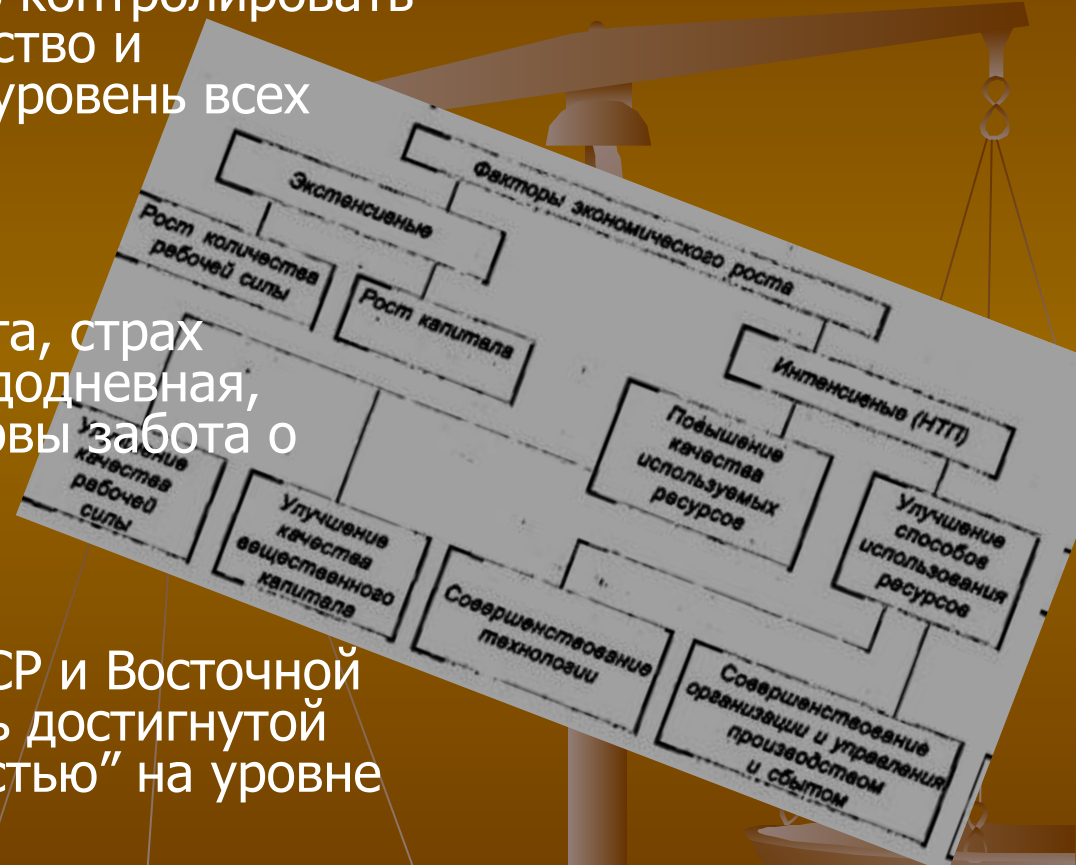 контролировать
ство и
уровень всех
та, страх
додневная,
овы забота о
СР и Восточной
ь достигнутой
стью” на уровне
Факторы экономического роста
Экстенсивные
Рост количества
рабочей силы
Рост капитала
Интенсивные (НТП)
Повышение
качества
используемых
ресурсов
Улучшение
способов
использования
ресурсов
Улучшение
качества
рабочей
силы
Улучшение
качества
вещественного
капитала
Совершенствование
технологии
Совершенствование
организации и управления
производством
и сбытом